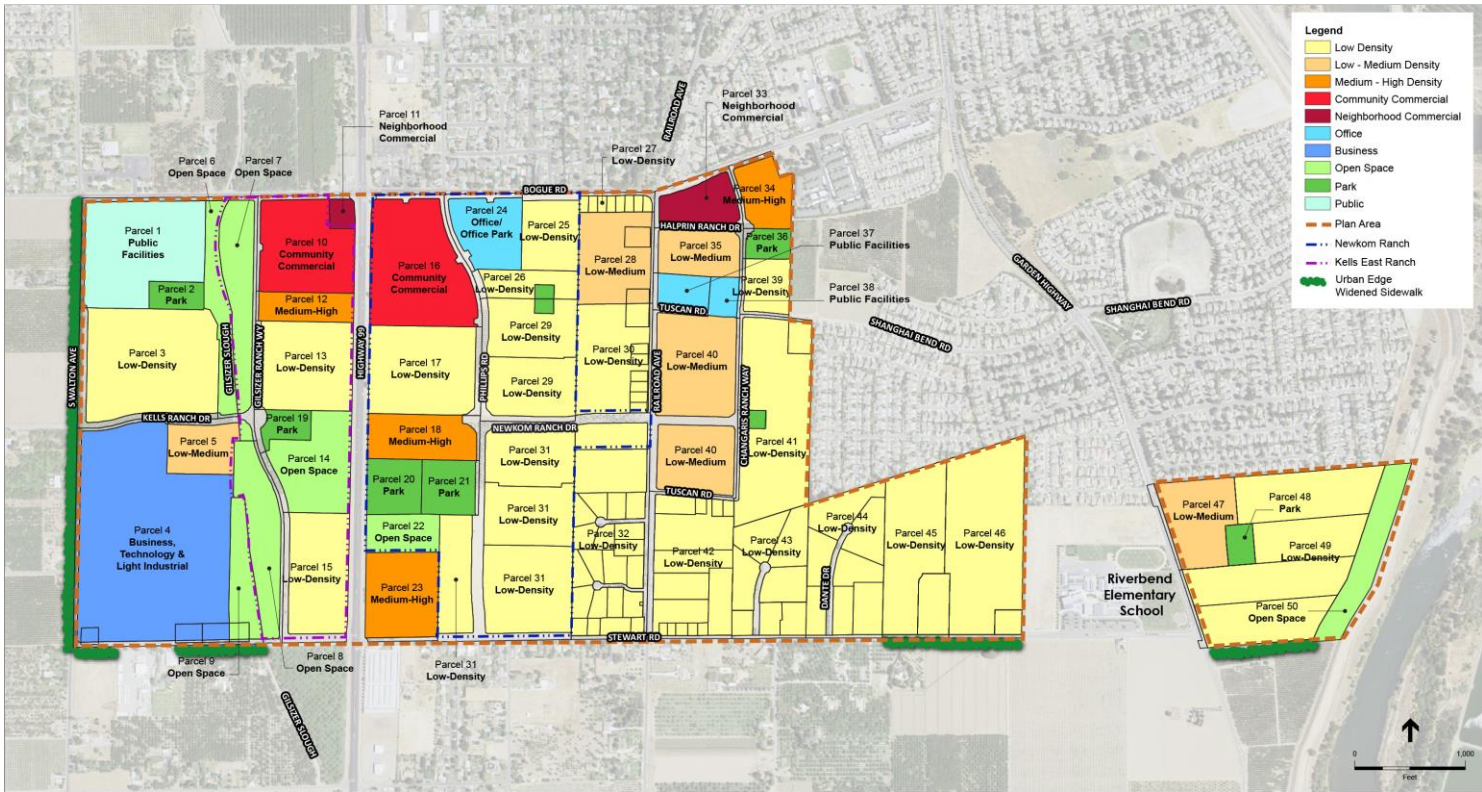 Legend
Low Density
Low - Medium Density
Medium - High Density
Community Commercial
Neighborhood Commercial
Office
Business
Open Space
Park
Public
Plan Area
Newkom Ranch
Kells East Ranch
Urban Edge
Widened Sidewalk
Parcel 11
Neighborhood
Commercial
Parcel 33
Neighborhood
Commercial
RAILROAD AVE
Parcel 27
Low-Density
Parcel 6
Open Space
Parcel 7
Open Space
BOGUE RD
Parcel 34
Medium-High
Parcel 1
Public
Facilities
Parcel 10
Community
Commercial
Parcel 24
Office/
Office Park
Parcel 25
Low-Density
HALPRIN RANCH DR
Parcel 36
Park
Parcel 37
Public Facilities
Parcel 35
Low-Medium
Parcel 28
Low-Medium
Parcel 16
Community
Commercial
Parcel 26
Low-Density
Parcel 39
Low-Density
Parcel 38
Public Facilities
Parcel 2
Park
Parcel 12
Medium-High
TUSCAN RD
GARDEN HIGHWAY
SHANGHAI BEND RD
SHANGHAI BEND RD
S WALTON AVE
GILSIZER SLOUGH
GILSIZER RANCH WY
HIGHWAY 99
PHILLIPS RD
RAILROAD AVE
CHANGARIS RANCH WAY
Parcel 3
Low-Density
Parcel 13
Low-Density
Parcel 17
Low-Density
Parcel 29
Low-Density
Parcel 30
Low-Density
Parcel 40
Low-Medium
Parcel 29
Low-Density
KELLS RANCH DR
Parcel 19
Park
Parcel 18
Medium-High
NEWKOM RANCH DR
Parcel 5
Low-Medium
Parcel 14
Open Space
Parcel 31
Low-Density
Parcel 40
Low-Medium
Parcel 41
Low-Density
Parcel 20
Park
Parcel 21
Park
TUSCAN RD
Parcel 4
Business,
Technology &
Light Industrial
Parcel 22
Open Space
Parcel 31
Low-Density
Parcel 32
Low-Density
Parcel 44
Low-Density
Parcel 45
Low-Density
Parcel 46
Low-Density
Parcel 43
Low-Density
Parcel 42
Low-Density
DANTE DR
Parcel 15
Low-Density
Parcel 23
Medium-High
Parcel 31
Low-Density
STEWART RD
Parcel 9
Open Space
Parcel 8
Open Space
Parcel 31
Low-Density
GILSIZER SLOUGH
Parcel 47
Low-Medium
Parcel 48
Park
Parcel 49
Low-Density
Riverbend
Elementary
School
Parcel 50
Open Space
0
1,000
Feet